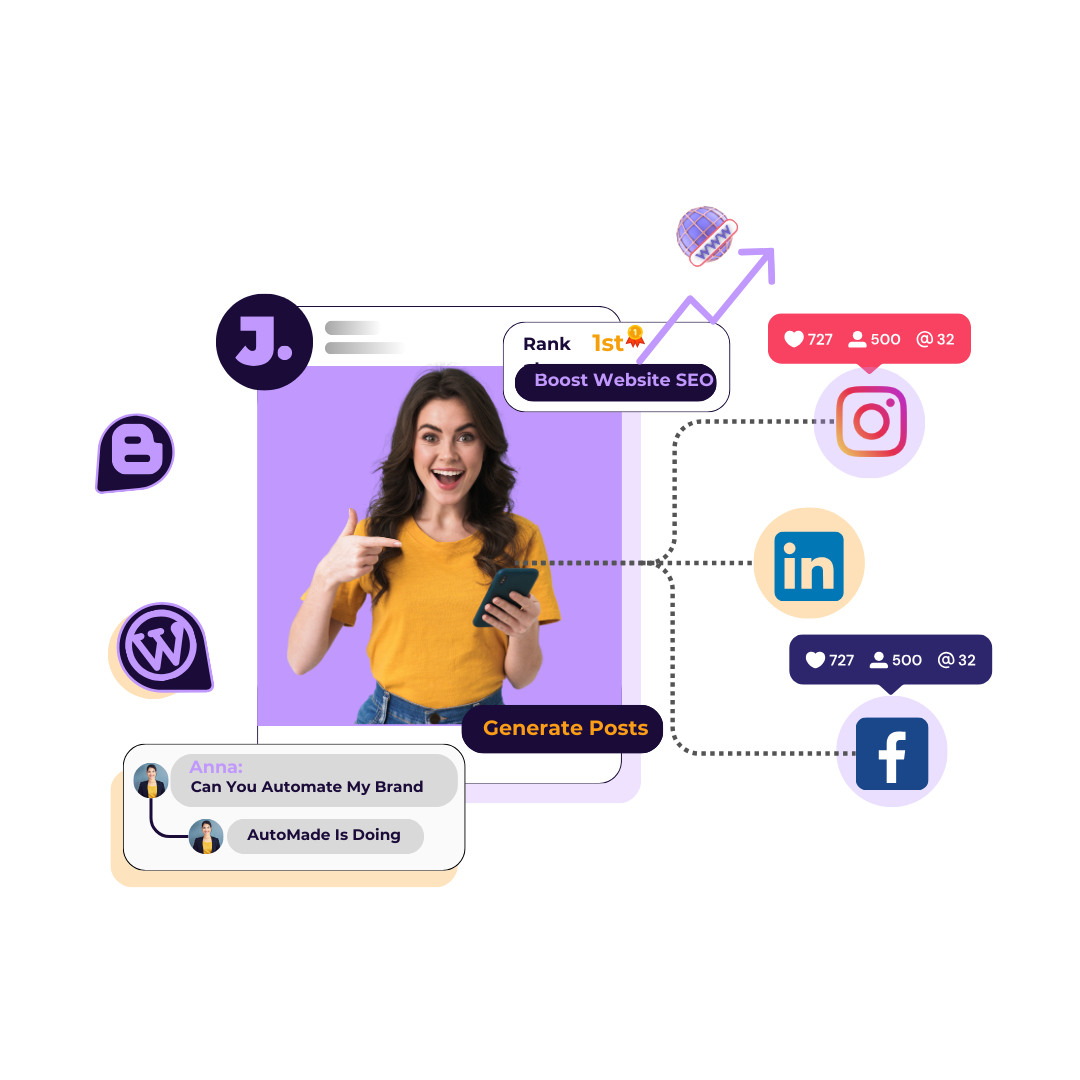 www
J.
Rank 1st
1
Boost Website SEO
727 500 @ 32
B
in
W
727 500 @ 32
f
Generate Posts
Anna:
Can You Automate My Brand
AutoMade Is Doing